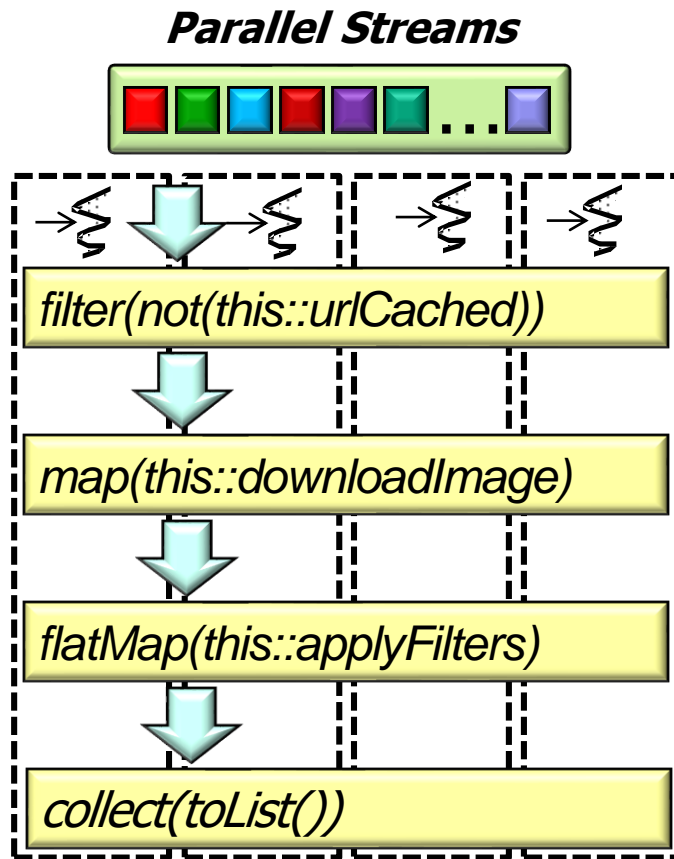 Parallel Streams
...
filter(not(this::urlCached))
map(this::downloadImage)
flatMap(this::applyFilters)
collect(toList())